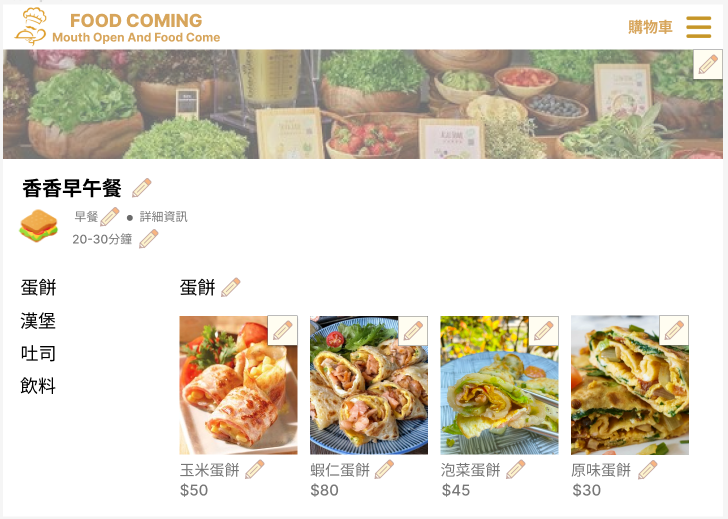 FOOD COMING
Mouth Open And Food Come
購物車
香香早午餐
早餐 ● 詳細資訊
20-30分鐘
蛋餅
漢堡
吐司
飲料
蛋餅
玉米蛋餅
$50
蝦仁蛋餅
$80
泡菜蛋餅
$45
原味蛋餅
$30